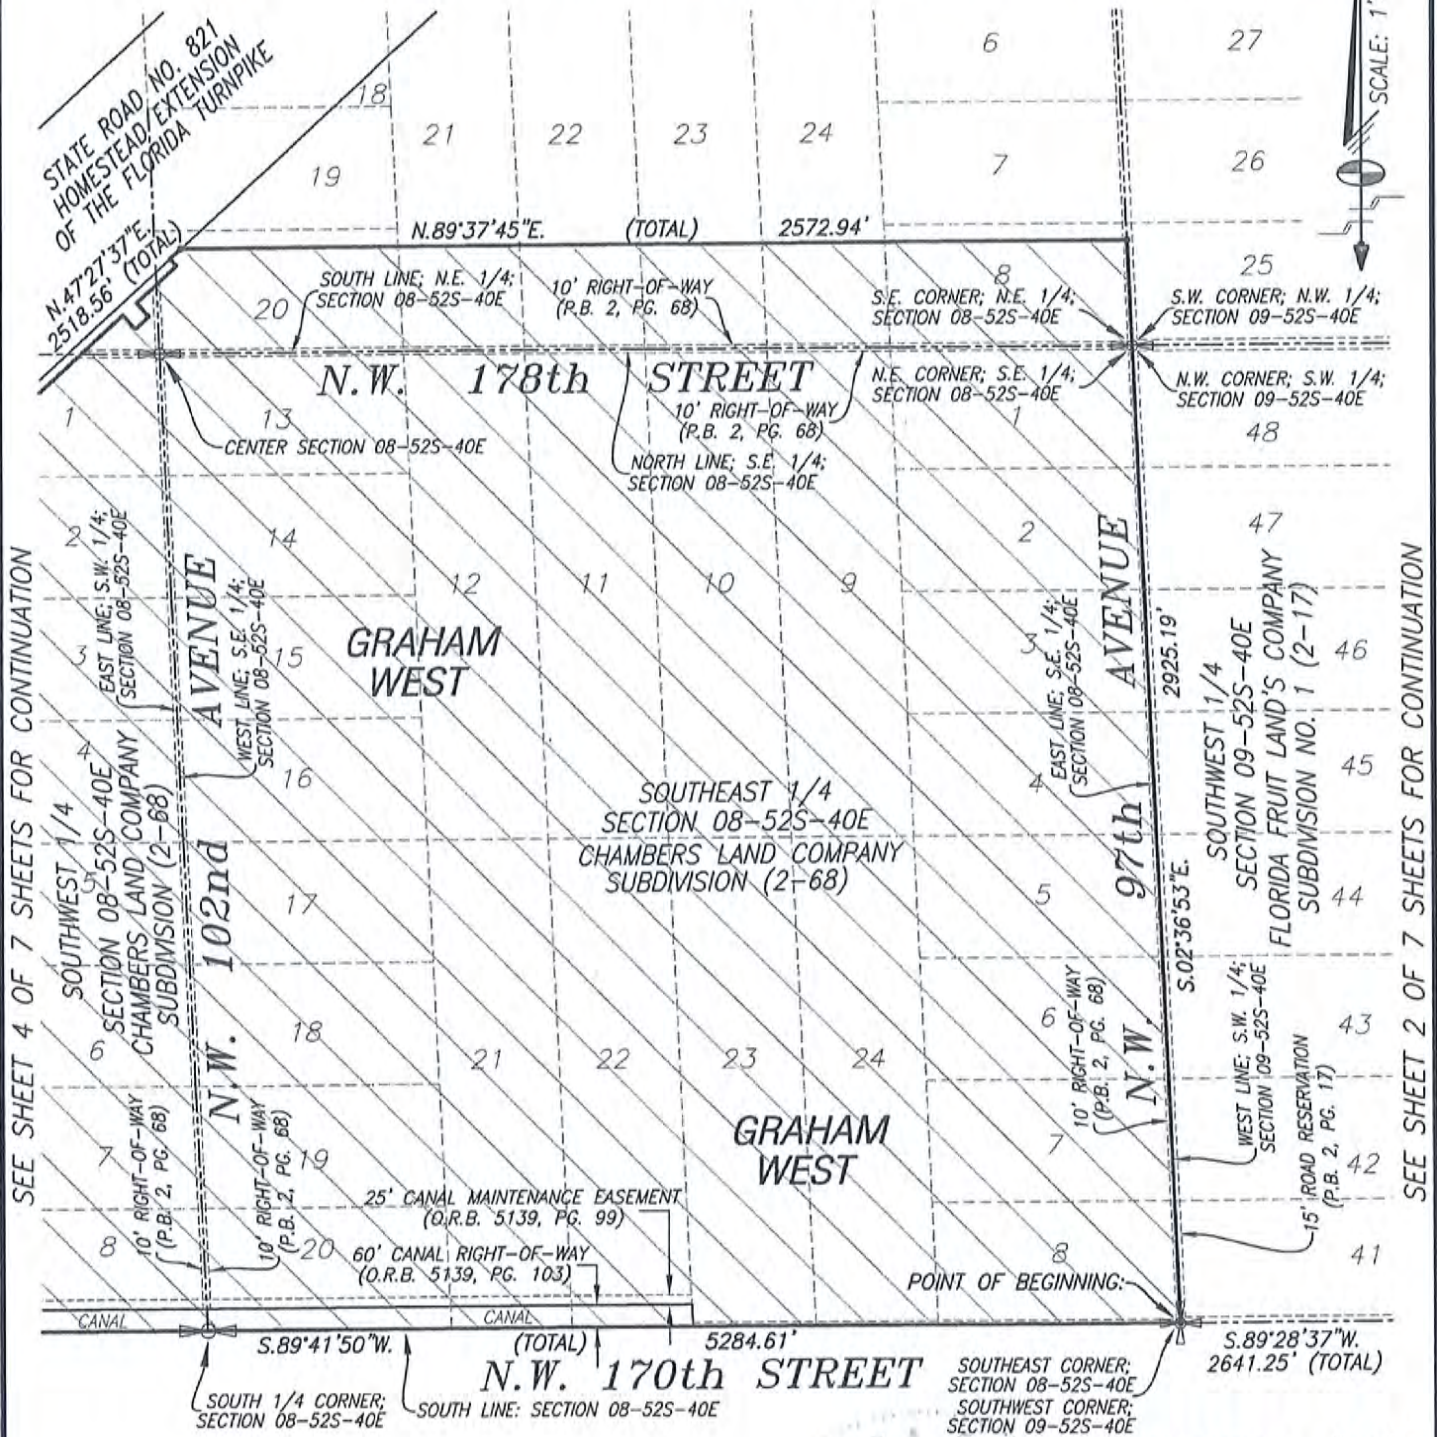 STATE ROAD NO. 821
HOMESTEAD/EXTENSION
OF THE FLORIDA TURNPIKE
N.47°27'37"E.
2518.56' (TOTAL)
18
19
21
22
23
24
6
7
27
26
25
SCALE: 1"
N.89°37'45"E. (TOTAL) 2572.94'
20
SOUTH LINE; N.E. 1/4;
SECTION 08-52S-40E
10' RIGHT-OF-WAY
(P.B. 2, PG. 68)
8
S.E. CORNER; N.E. 1/4;
SECTION 08-52S-40E
S.W. CORNER; N.W. 1/4;
SECTION 09-52S-40E
N.W. 178th STREET
N.E. CORNER; S.E. 1/4;
SECTION 08-52S-40E
N.W. CORNER; S.W. 1/4;
SECTION 09-52S-40E
10' RIGHT-OF-WAY
(P.B. 2, PG. 68)
1
13
1
48
CENTER SECTION 08-52S-40E
NORTH LINE; S.E. 1/4;
SECTION 08-52S-40E
2
14
2
47
12
11
10
9
EAST LINE; S.W. 1/4;
SECTION 08-52S-40E
WEST LINE; S.E. 1/4;
SECTION 08-52S-40E
GRAHAM
WEST
3
15
3
46
EAST LINE; S.E. 1/4;
SECTION 08-52S-40E
2925.19'
S.02°36'53"E.
N.W. 102nd AVENUE
N.W. 97th AVENUE
4
16
4
45
SOUTHEAST 1/4
SECTION 08-52S-40E
CHAMBERS LAND COMPANY
SUBDIVISION (2-68)
SOUTHWEST 1/4
SECTION 08-52S-40E
CHAMBERS LAND COMPANY
SUBDIVISION (2-68)
SOUTHWEST 1/4
SECTION 09-52S-40E
FLORIDA FRUIT LAND'S COMPANY
SUBDIVISION NO. 1 (2-17)
5
17
5
44
6
18
6
43
21
22
23
24
10' RIGHT-OF-WAY
(P.B. 2, PG. 68)
WEST LINE; S.W. 1/4;
SECTION 09-52S-40E
15' ROAD RESERVATION
(P.B. 2, PG. 17)
GRAHAM
WEST
7
19
7
42
10' RIGHT-OF-WAY
(P.B. 2, PG. 68)
10' RIGHT-OF-WAY
(P.B. 2, PG. 68)
25' CANAL MAINTENANCE EASEMENT
(O.R.B. 5139, PG. 99)
8
20
8
41
60' CANAL RIGHT-OF-WAY
(O.R.B. 5139, PG. 103)
POINT OF BEGINNING:
CANAL
CANAL
S.89°41'50"W. (TOTAL) 5284.61'
S.89°28'37"W.
2641.25' (TOTAL)
N.W. 170th STREET
SOUTH 1/4 CORNER;
SECTION 08-52S-40E
SOUTH LINE: SECTION 08-52S-40E
SOUTHEAST CORNER;
SECTION 08-52S-40E
SOUTHWEST CORNER;
SECTION 09-52S-40E
SEE SHEET 4 OF 7 SHEETS FOR CONTINUATION
SEE SHEET 2 OF 7 SHEETS FOR CONTINUATION